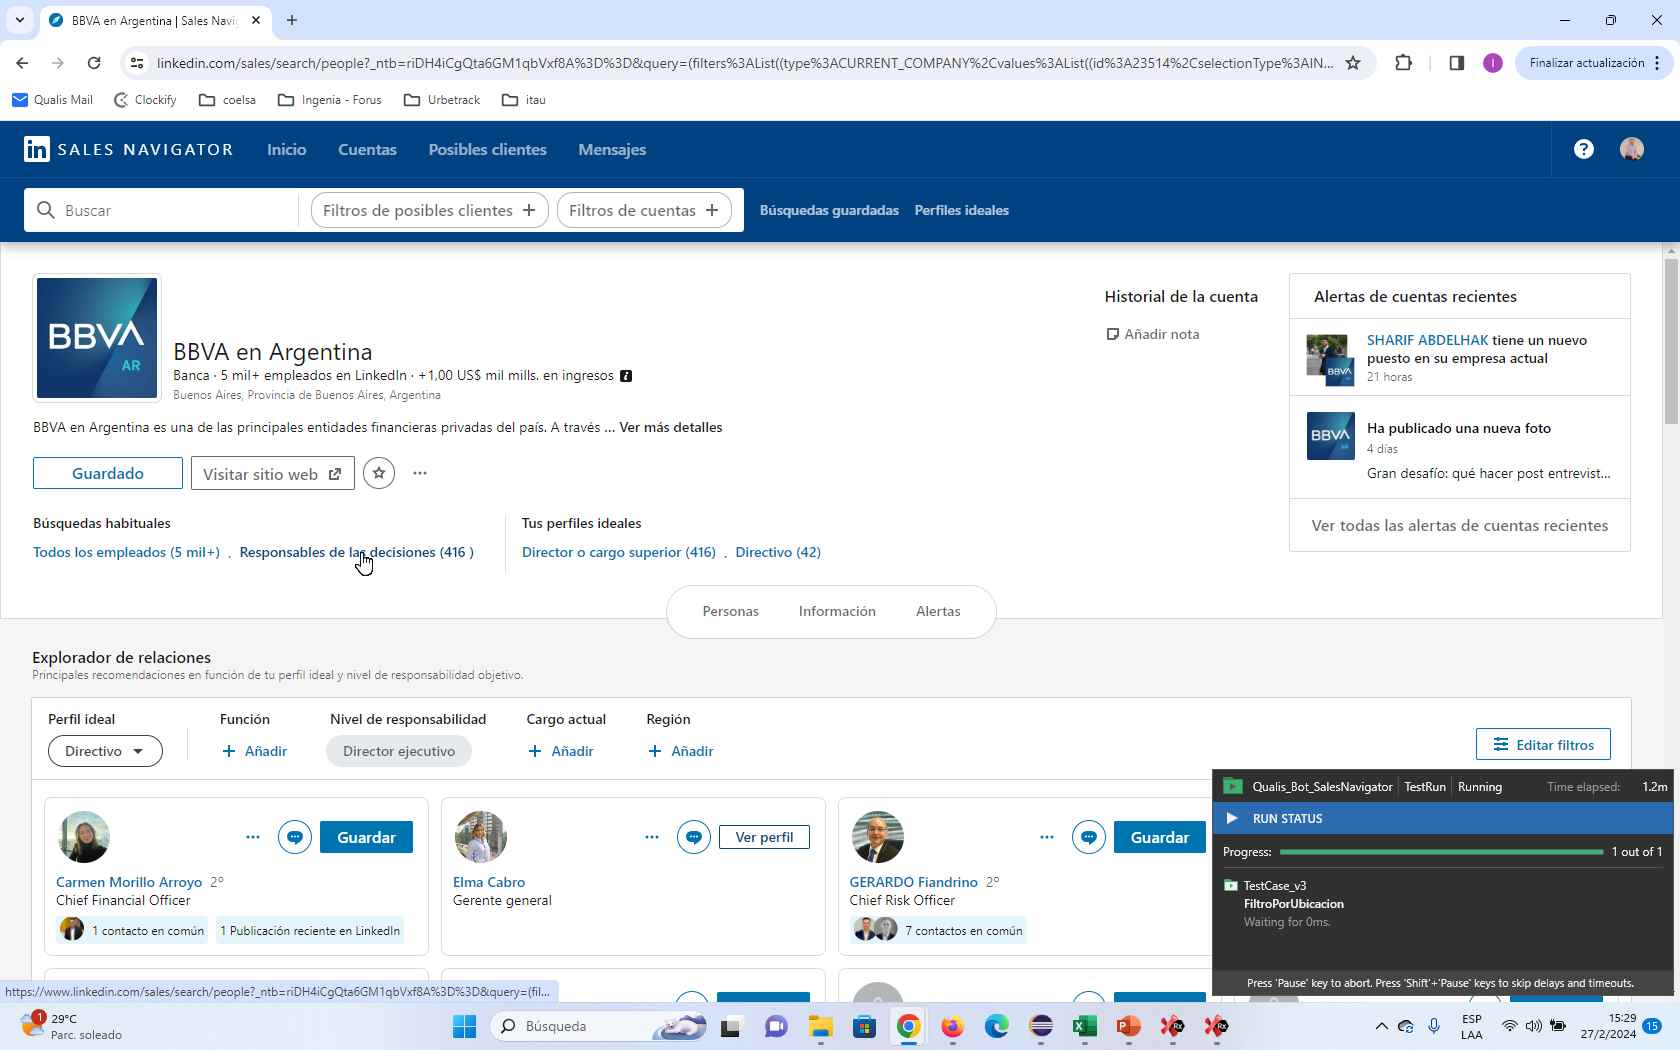 BBVA en Argentina | Sales Navi
linkedin.com/sales/search/people?_ntb=riDH4iCgQta6GM1qbVxf8A%3D%3D&query=(filters%3AList((type%3ACURRENT_COMPANY%2Cvalues%3AList((id%3A23514%2CselectionType%3AIN...
I
Finalizar actualización
Qualis Mail
Clockify
coelsa
Ingenia - Forus
Urbetrack
itau
in SALES NAVIGATOR
Inicio
Cuentas
Posibles clientes
Mensajes
?
Buscar
Filtros de posibles clientes +
Filtros de cuentas +
Búsquedas guardadas
Perfiles ideales
BBVA
AR
BBVA en Argentina
Banca · 5 mil+ empleados en LinkedIn · +1,00 US$ mil mills. en ingresos
Buenos Aires, Provincia de Buenos Aires, Argentina
BBVA en Argentina es una de las principales entidades financieras privadas del país. A través ... Ver más detalles
Guardado
Visitar sitio web
Historial de la cuenta
Añadir nota
Alertas de cuentas recientes
BBVA
SHARIF ABDELHAK tiene un nuevo
puesto en su empresa actual
21 horas
BBVA
Ha publicado una nueva foto
4 días
Gran desafío: qué hacer post entrevist...
Ver todas las alertas de cuentas recientes
Búsquedas habituales
Todos los empleados (5 mil+) . Responsables de las decisiones (416 )
Tus perfiles ideales
Director o cargo superior (416) . Directivo (42)
Personas
Información
Alertas
Explorador de relaciones
Principales recomendaciones en función de tu perfil ideal y nivel de responsabilidad objetivo.
Perfil ideal
Directivo
Función
+ Añadir
Nivel de responsabilidad
Director ejecutivo
Cargo actual
+ Añadir
Región
+ Añadir
Editar filtros
Guardar
Carmen Morillo Arroyo 2º
Chief Financial Officer
1 contacto en común
1 Publicación reciente en LinkedIn
Ver perfil
Elma Cabro
Gerente general
Guardar
GERARDO Fiandrino 2º
Chief Risk Officer
7 contactos en común
Qualis_Bot_SalesNavigator
TestRun
Running
Time elapsed: 1.2m
RUN STATUS
Progress:
1 out of 1
TestCase_v3
FiltroPorUbicacion
Waiting for 0ms.
Press 'Pause' key to abort. Press 'Shift'+'Pause' keys to skip delays and timeouts.
https://www.linkedin.com/sales/search/people?_ntb=riDH4iCgQta6GM1qbVxf8A%3D%3D&query=(fil...
1
29°C
Parc. soleado
Búsqueda
ESP
LAA
15:29
27/2/2024
15